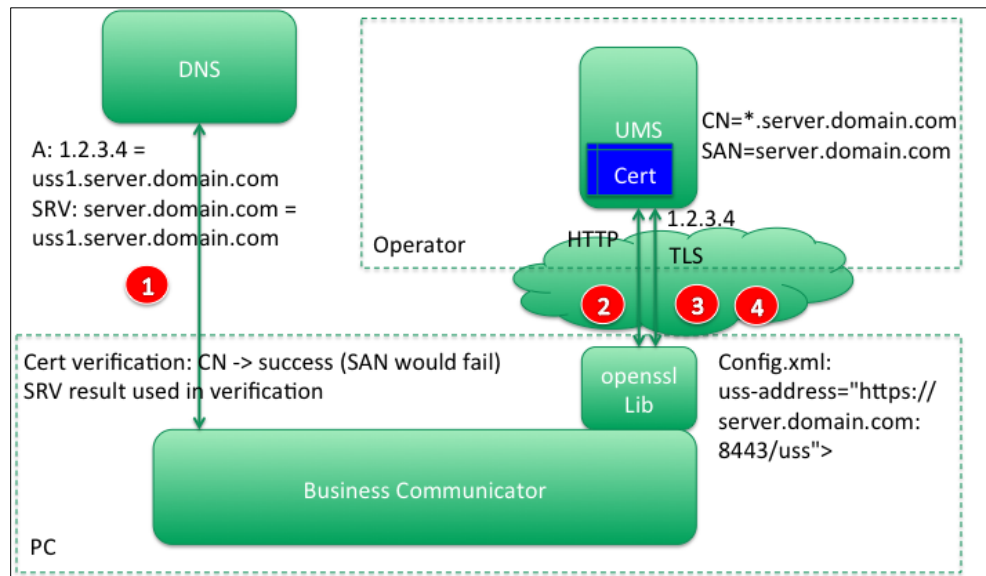 DNS
UMS
Cert
CN=*.server.domain.com
SAN=server.domain.com
A: 1.2.3.4 =
uss1.server.domain.com
SRV: server.domain.com =
uss1.server.domain.com
Operator
HTTP
1.2.3.4
TLS
1
2
3
4
Cert verification: CN -> success (SAN would fail)
SRV result used in verification
openssl
Lib
Config.xml:
uss-address="https://
server.domain.com:
8443/uss">
Business Communicator
PC